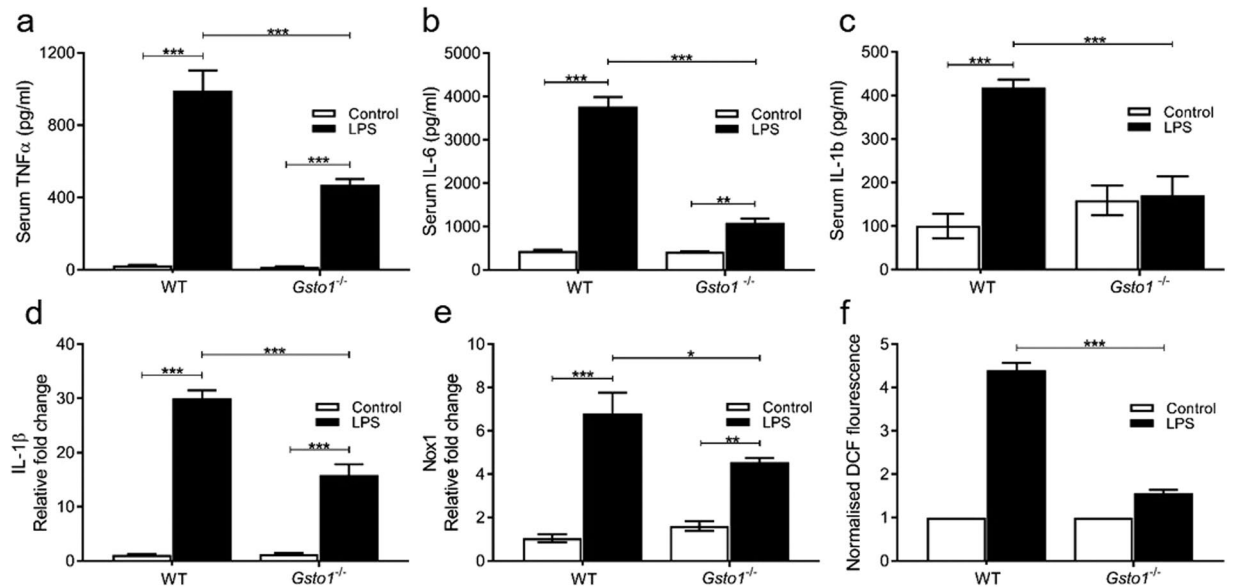 a
***
***
1200
900
800
400
0
Serum TNFα (pg/ml)
Control
LPS
***
WT
Gsto1-/-
b
***
***
5000
4000
3000
2000
1000
0
Serum IL-6 (pg/ml)
Control
LPS
**
WT
Gsto1 -/-
c
***
***
500
400
300
200
100
0
Serum IL-1b (pg/ml)
Control
LPS
WT
Gsto1 -/-
d
***
***
40
30
20
10
0
IL-1β
Relative fold change
Control
LPS
***
WT
Gsto1-/-
e
*
***
10
8
6
4
2
0
Nox1
Relative fold change
Control
LPS
**
WT
Gsto1-/-
f
***
5
4
3
2
1
0
Normalised DCF flourescence
Control
LPS
WT
Gsto1-/-